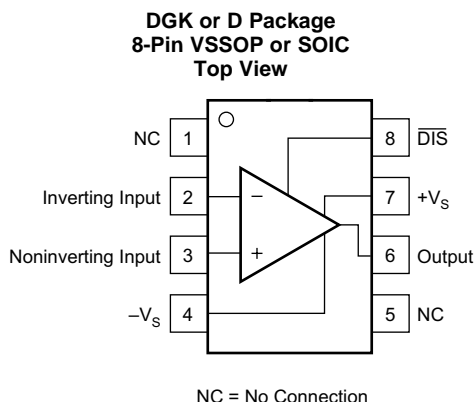 DGK or D Package
8-Pin VSSOP or SOIC
Top View
NC 1
8 DIS
Inverting Input 2
−
7 +VS
Noninverting Input 3
+
6 Output
−VS 4
5 NC
NC = No Connection